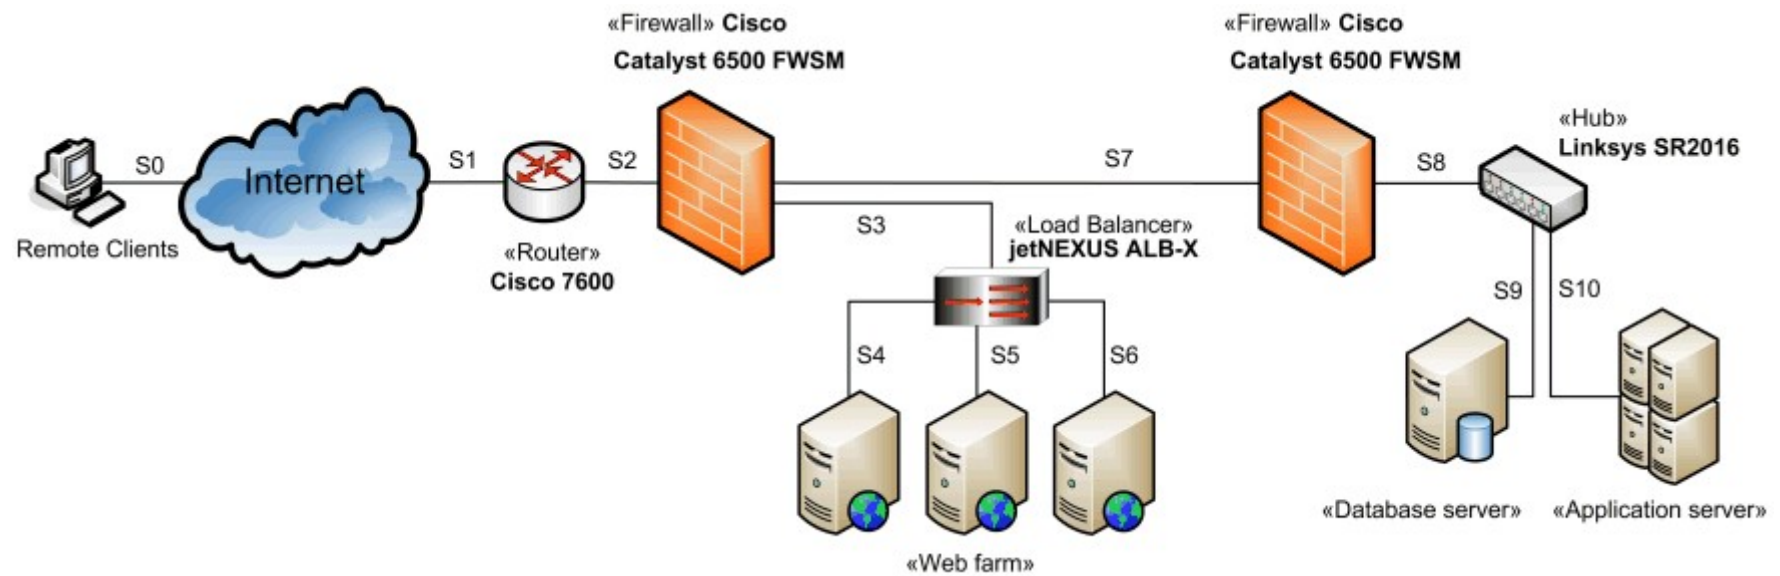 «Firewall» Cisco
Catalyst 6500 FWSM
«Firewall» Cisco
Catalyst 6500 FWSM
«Hub»
Linksys SR2016
S0
Internet
S1
S2
S7
S8
Remote Clients
«Router»
Cisco 7600
S3
«Load Balancer»
jetNEXUS ALB-X
S9
S10
S4
S5
S6
«Database server»
«Application server»
«Web farm»